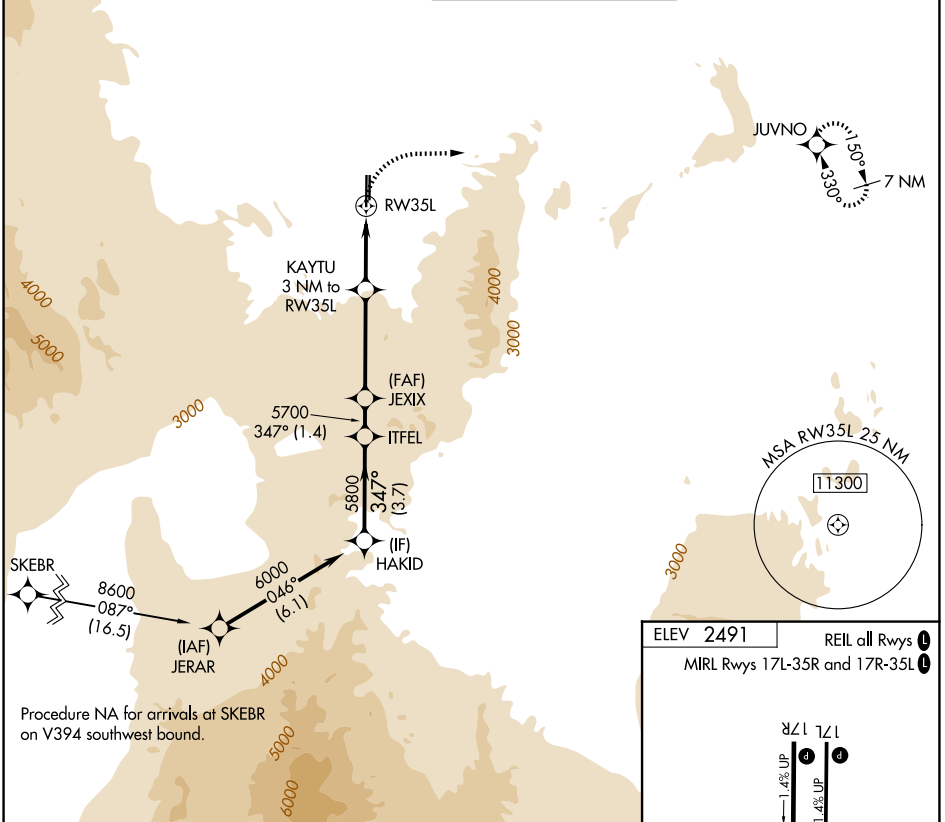 JUVNO
150°
330°
7 NM
RW35L
KAYTU
3 NM to
RW35L
4000
5000
4000
3000
3000
(FAF)
JEXIX
5700
347° (1.4)
ITFEL
5800
347°
(3.7)
(IF)
HAKID
MSA RW35L 25 NM
11300
3000
SKEBR
8600
087°
(16.5)
6000
046°
(6.1)
(IAF)
JERAR
4000
5000
6000
Procedure NA for arrivals at SKEBR
on V394 southwest bound.
ELEV 2491
REIL all Rwys L
MIRL Rwys 17L-35R and 17R-35L L
17R
17L
P
P
1.4% UP
1.4% UP